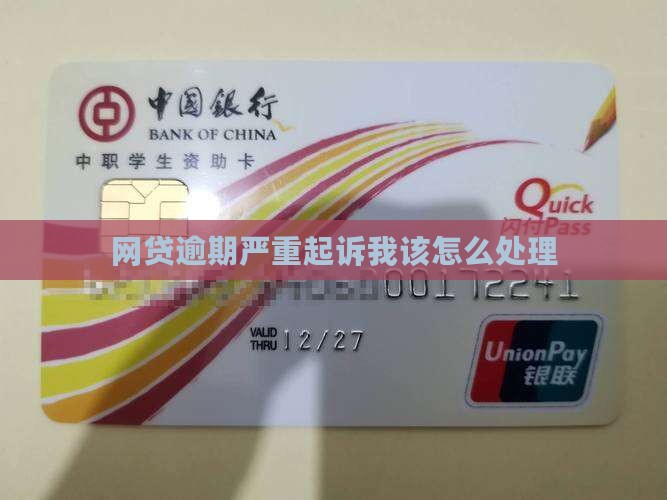 中国銀行
BANK OF CHINA
中职学生资助卡
Quick
闪付Pass
网贷逾期严重起诉我该怎么处理
00172241
VALID
THRU 12/27
UnionPay
银联